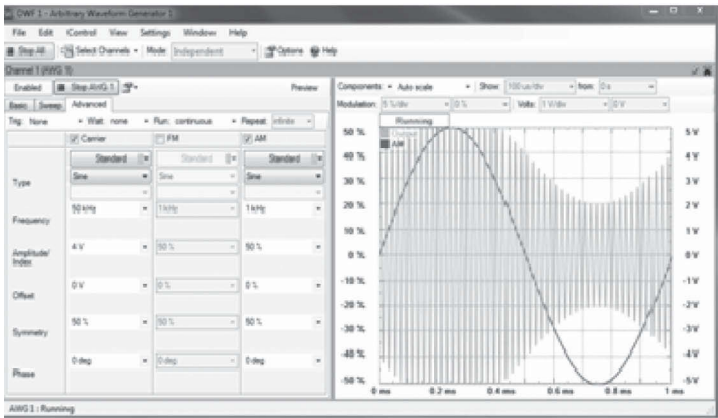 DWF 1 - Arbitrary Waveform Generator 1
File Edit Control View Settings Window Help
Stop All Select Channels Mode Independent Options Help
Channel 1 (AWG 1)
Enabled Stop AWG 1 Preview
Basic Sweep Advanced
Trig: None Wait: none Run: continuous Repeat: infinite
Carrier FM AM
Standard Standard Standard
Type Sine Sine Sine
Frequency 50 kHz 1 kHz 1 kHz
Amplitude/
Index 4 V 50 % 50 %
Offset 0 V 0 % 0 %
Symmetry 50 % 50 % 50 %
Phase 0 deg 0 deg 0 deg
Components: Auto scale Show: 100 us/div from: 0 s
Modulation: 5 %/div 0 % Volts: 1 V/div 0 V
Running
Output
AM
50 % 5 V
40 % 4 V
30 % 3 V
20 % 2 V
10 % 1 V
0 % 0 V
-10 % -1 V
-20 % -2 V
-30 % -3V
-40 % -4 V
-50 % -5 V
0 ms 0.2 ms 0.4 ms 0.6 ms 0.8 ms 1 ms
AWG 1 : Running